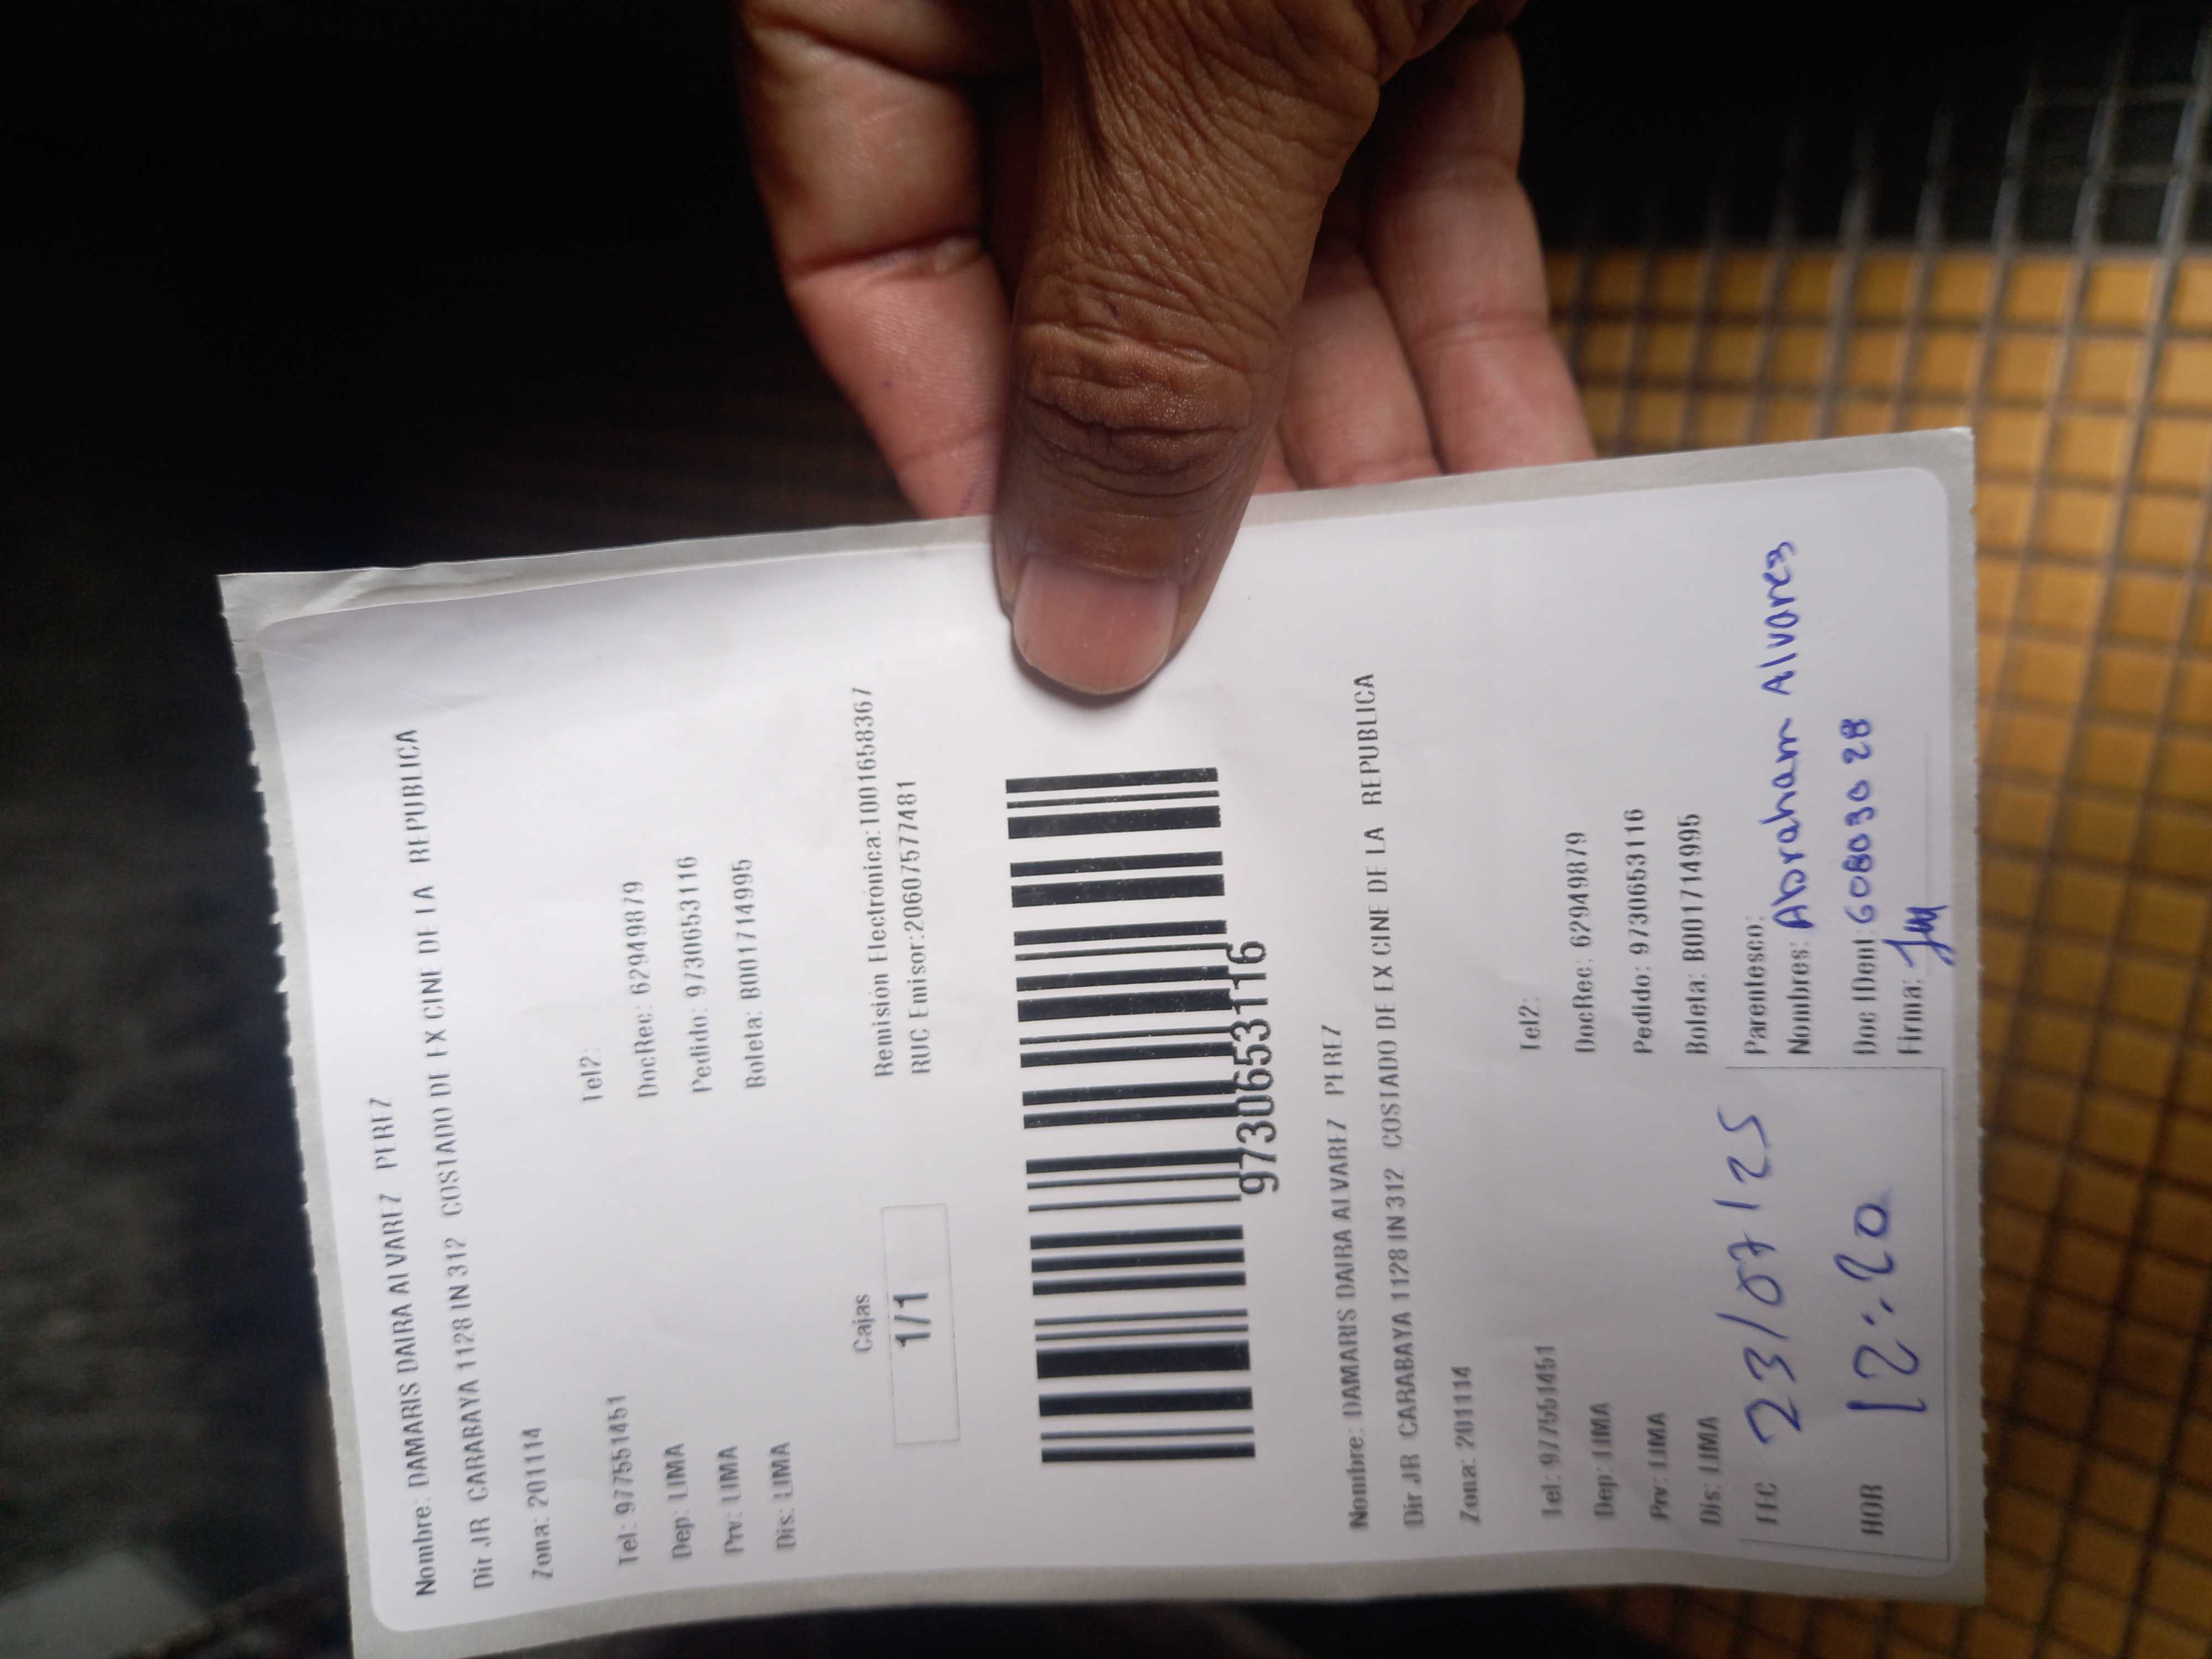 Nombre: DAMARIS DAIRA ALVAREZ PEREZ
Dir JR CARABAYA 1128 IN 312 COSTADO DE EX CINE DE LA REPUBLICA
Zona: 201114
Tel2:
Tel: 977551451 DocRec: 62949879
Dep: LIMA Pedido: 9730653116
Prv: LIMA Boleta: B001714995
Dis: LIMA
Cajas Remisión Electrónica:1001658367
1/1 RUC Emisor:20607577481
9730653116
Nombre: DAMARIS DAIRA ALVAREZ PEREZ
Dir JR CARABAYA 1128 IN 312 COSTADO DE EX CINE DE LA REPUBLICA
Zona: 201114
Tel2:
Tel: 977551451 DocRec: 62949879
Dep: LIMA Pedido: 9730653116
Prv: LIMA Boleta: B001714995
Dis: LIMA
FEC 23/07/25 Parentesco:
Nombres: Abraham Alvares
HOR 12:20 Doc IDent: 60803028
Firma: